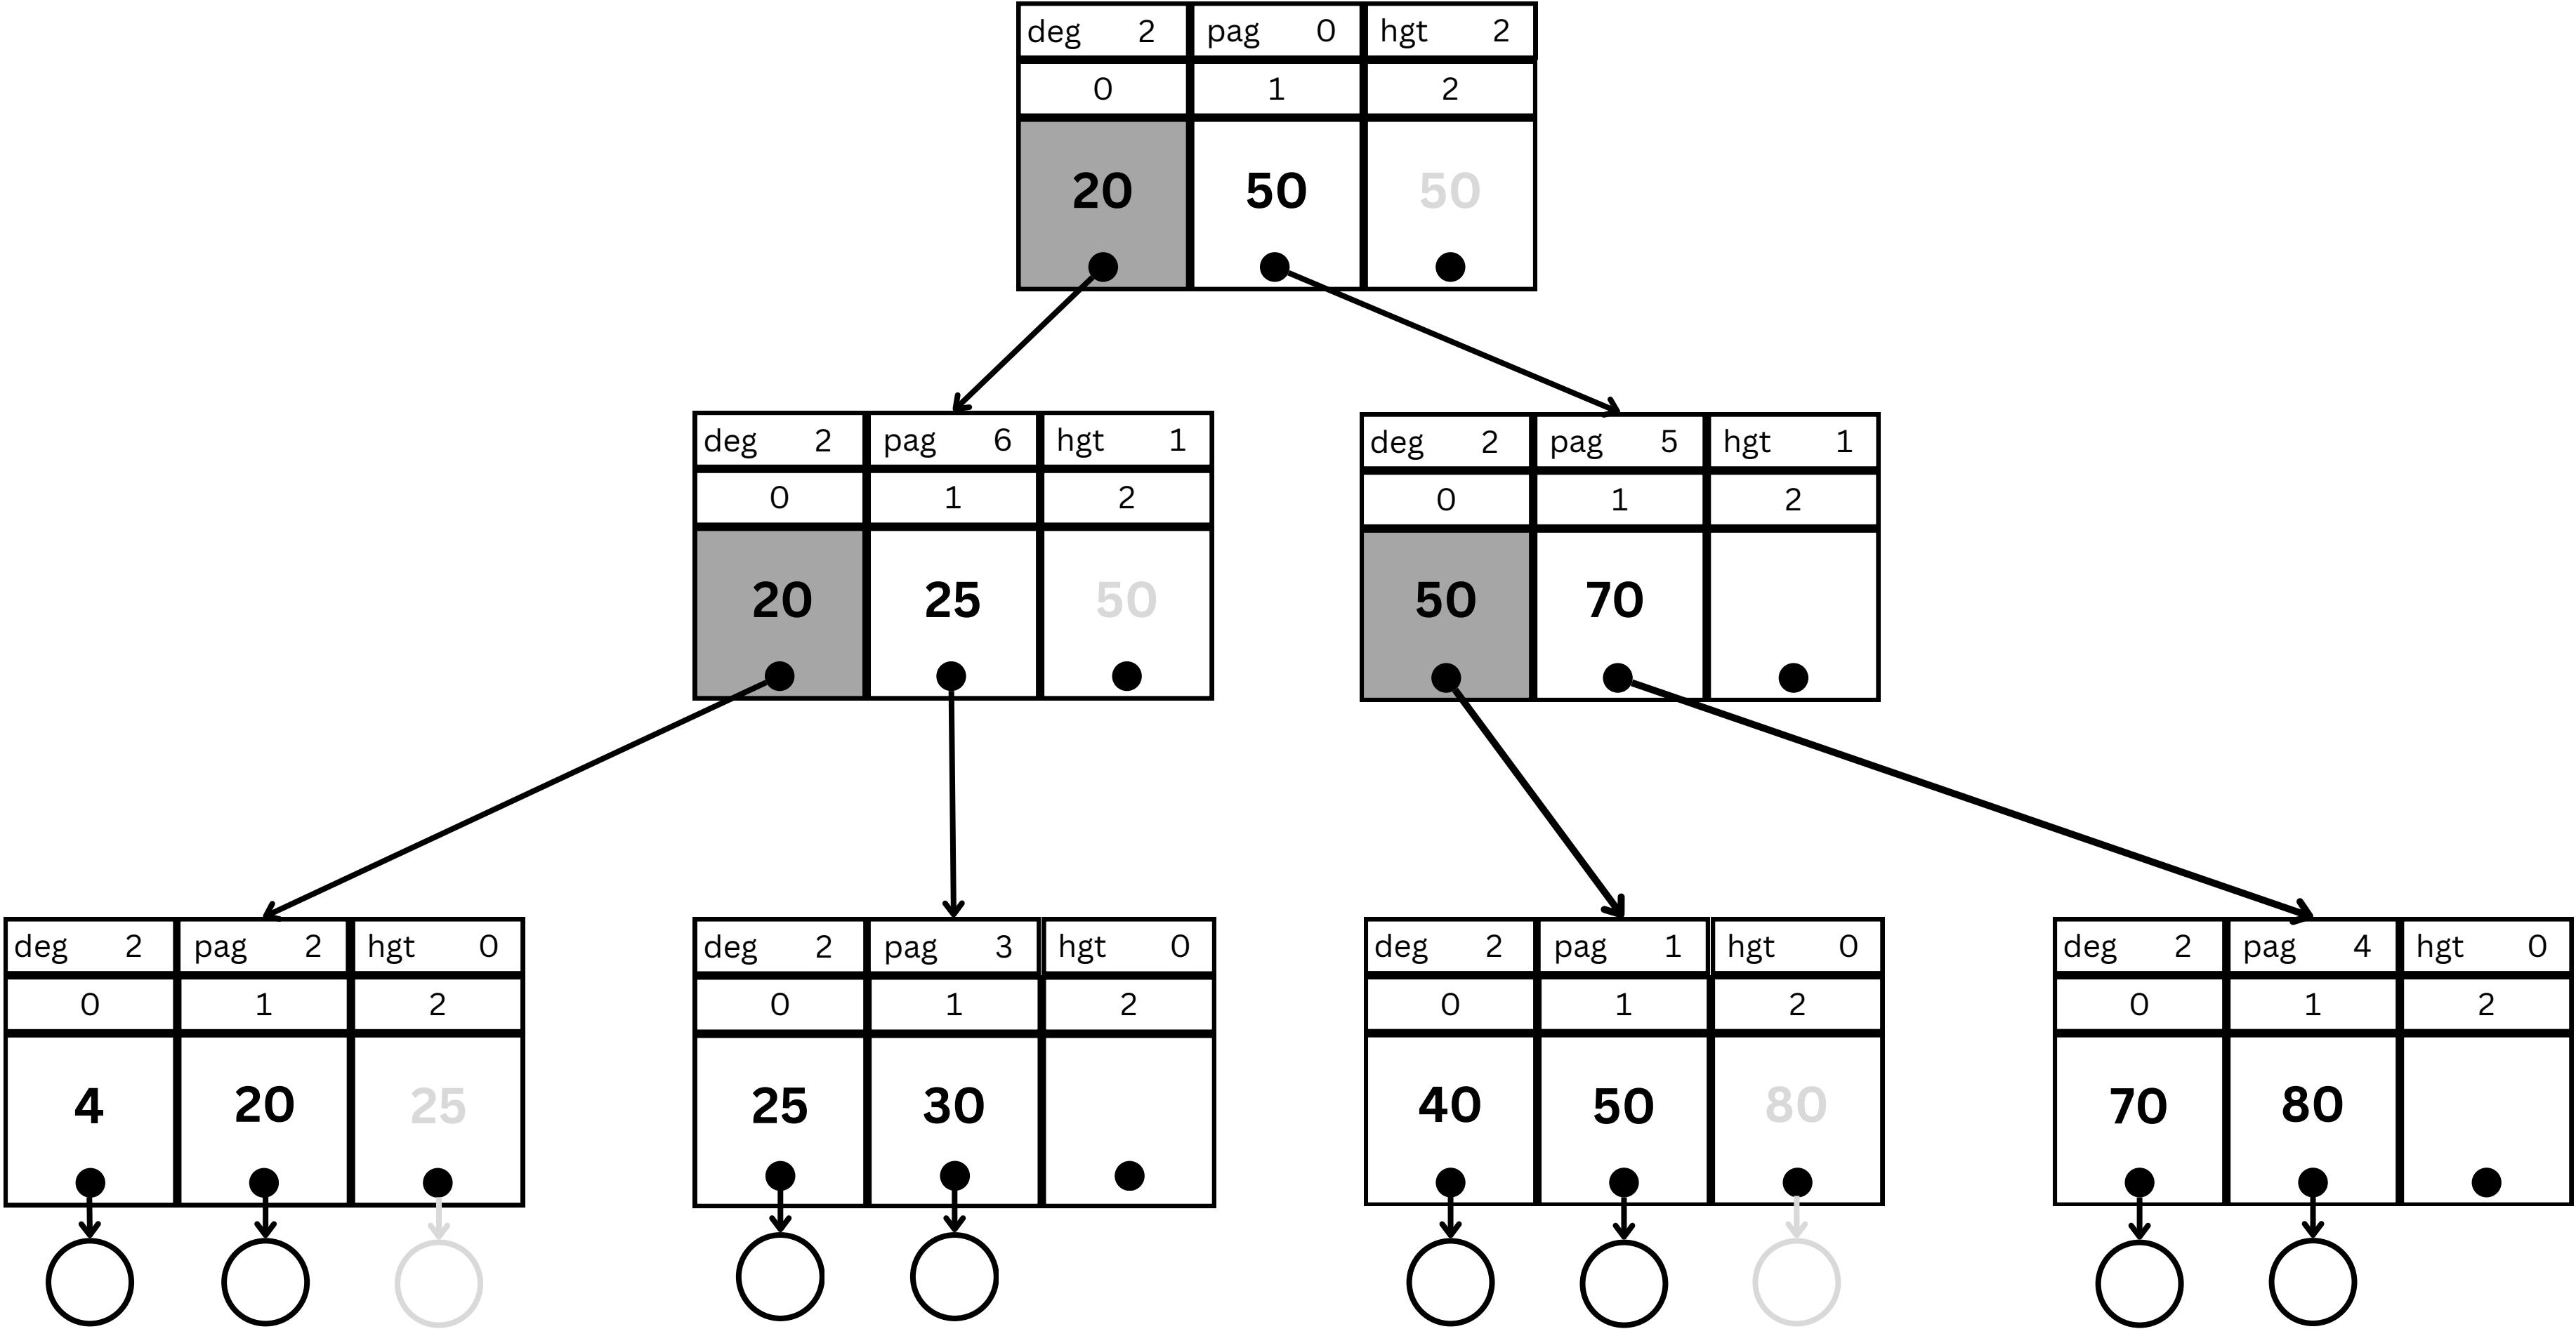 deg 2 pag 0 hgt 2
0 1 2
20 50 50
deg 2 pag 6 hgt 1
0 1 2
20 25 50
deg 2 pag 5 hgt 1
0 1 2
50 70
deg 2 pag 2 hgt 0
0 1 2
4 20 25
deg 2 pag 3 hgt 0
0 1 2
25 30
deg 2 pag 1 hgt 0
0 1 2
40 50 80
deg 2 pag 4 hgt 0
0 1 2
70 80